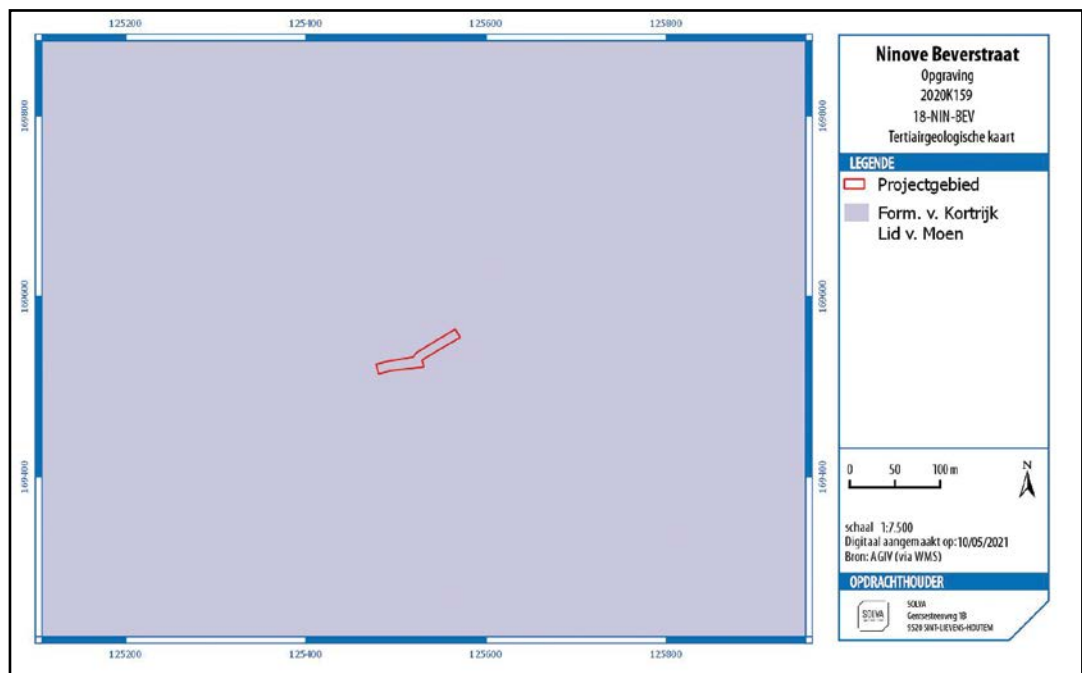 125200 125400 125600 125800
169800 169800
169600 169600
169400 169400
125200 125400 125600 125800
Ninove Beverstraat
Opgraving
2020K159
18-NIN-BEV
Tertiairgeologische kaart
LEGENDE
Projectgebied
Form. v. Kortrijk
Lid v. Moen
0 50 100 m
N
schaal 1:7.500
Digitaal aangemaakt op: 10/05/2021
Bron: AGIV (via WMS)
OPDRACHTHOUDER
SOLVA
SOLVA
Gentsesteenweg 1B
9520 SINT-LIEVENS-HOUTEM